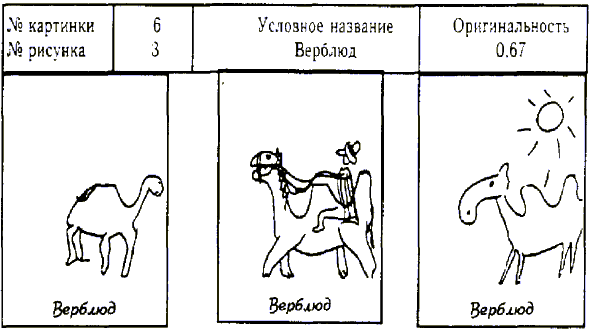 № картинки 6 Условное название Оригинальность
№ рисунка 3 Верблюд 0,67
Верблюд
Верблюд
Верблюд